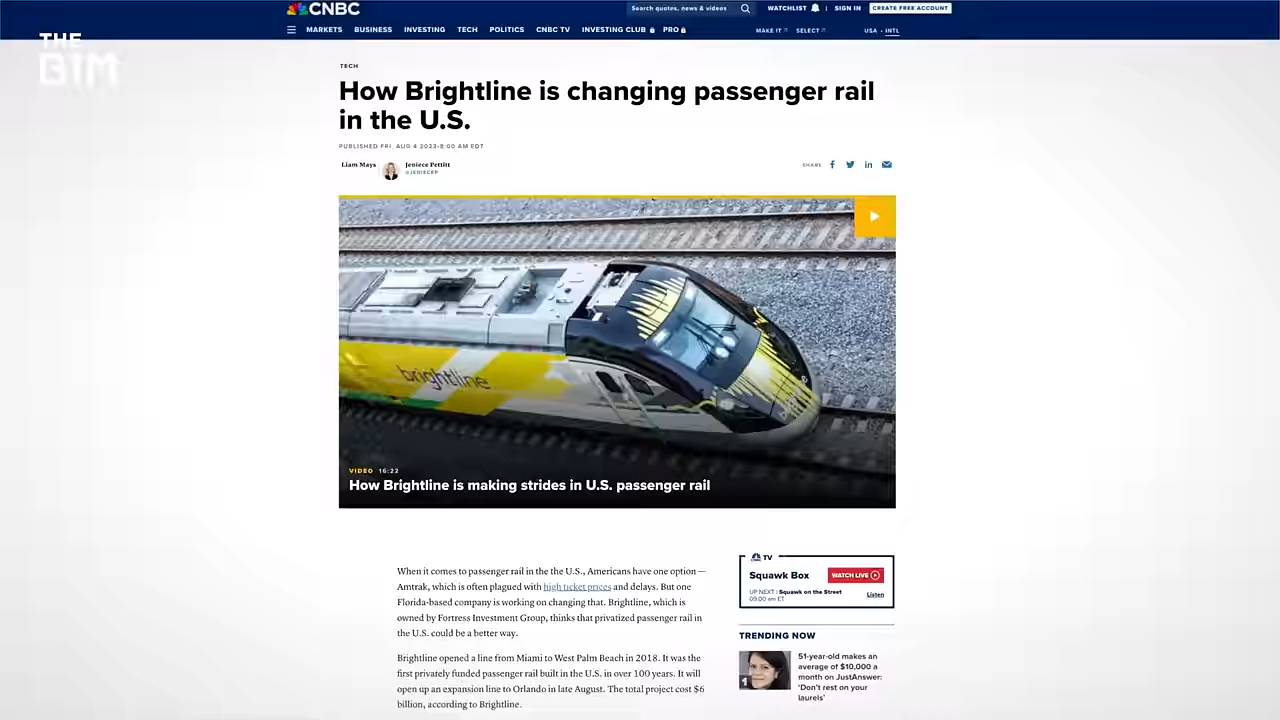 CNBC
Search quotes, news & videos
WATCHLIST
SIGN IN
CREATE FREE ACCOUNT
MARKETS BUSINESS INVESTING TECH POLITICS CNBC TV INVESTING CLUB PRO
MAKE IT SELECT
USA • INTL
THE
B1M
TECH
How Brightline is changing passenger rail
in the U.S.
PUBLISHED FRI, AUG 4 2023•8:00 AM EDT
Liam Mays
Jeniece Pettitt
@JENIECEP
SHARE
brightline
VIDEO 16:22
How Brightline is making strides in U.S. passenger rail
When it comes to passenger rail in the the U.S., Americans have one option —
Amtrak, which is often plagued with high ticket prices and delays. But one
Florida-based company is working on changing that. Brightline, which is
owned by Fortress Investment Group, thinks that privatized passenger rail in
the U.S. could be a better way.
Brightline opened a line from Miami to West Palm Beach in 2018. It was the
first privately funded passenger rail built in the U.S. in over 100 years. It will
open up an expansion line to Orlando in late August. The total project cost $6
billion, according to Brightline.
TV
Squawk Box
WATCH LIVE
UP NEXT | Squawk on the Street
09:00 am ET
Listen
TRENDING NOW
1
51-year-old makes an
average of $10,000 a
month on JustAnswer:
'Don't rest on your
laurels'